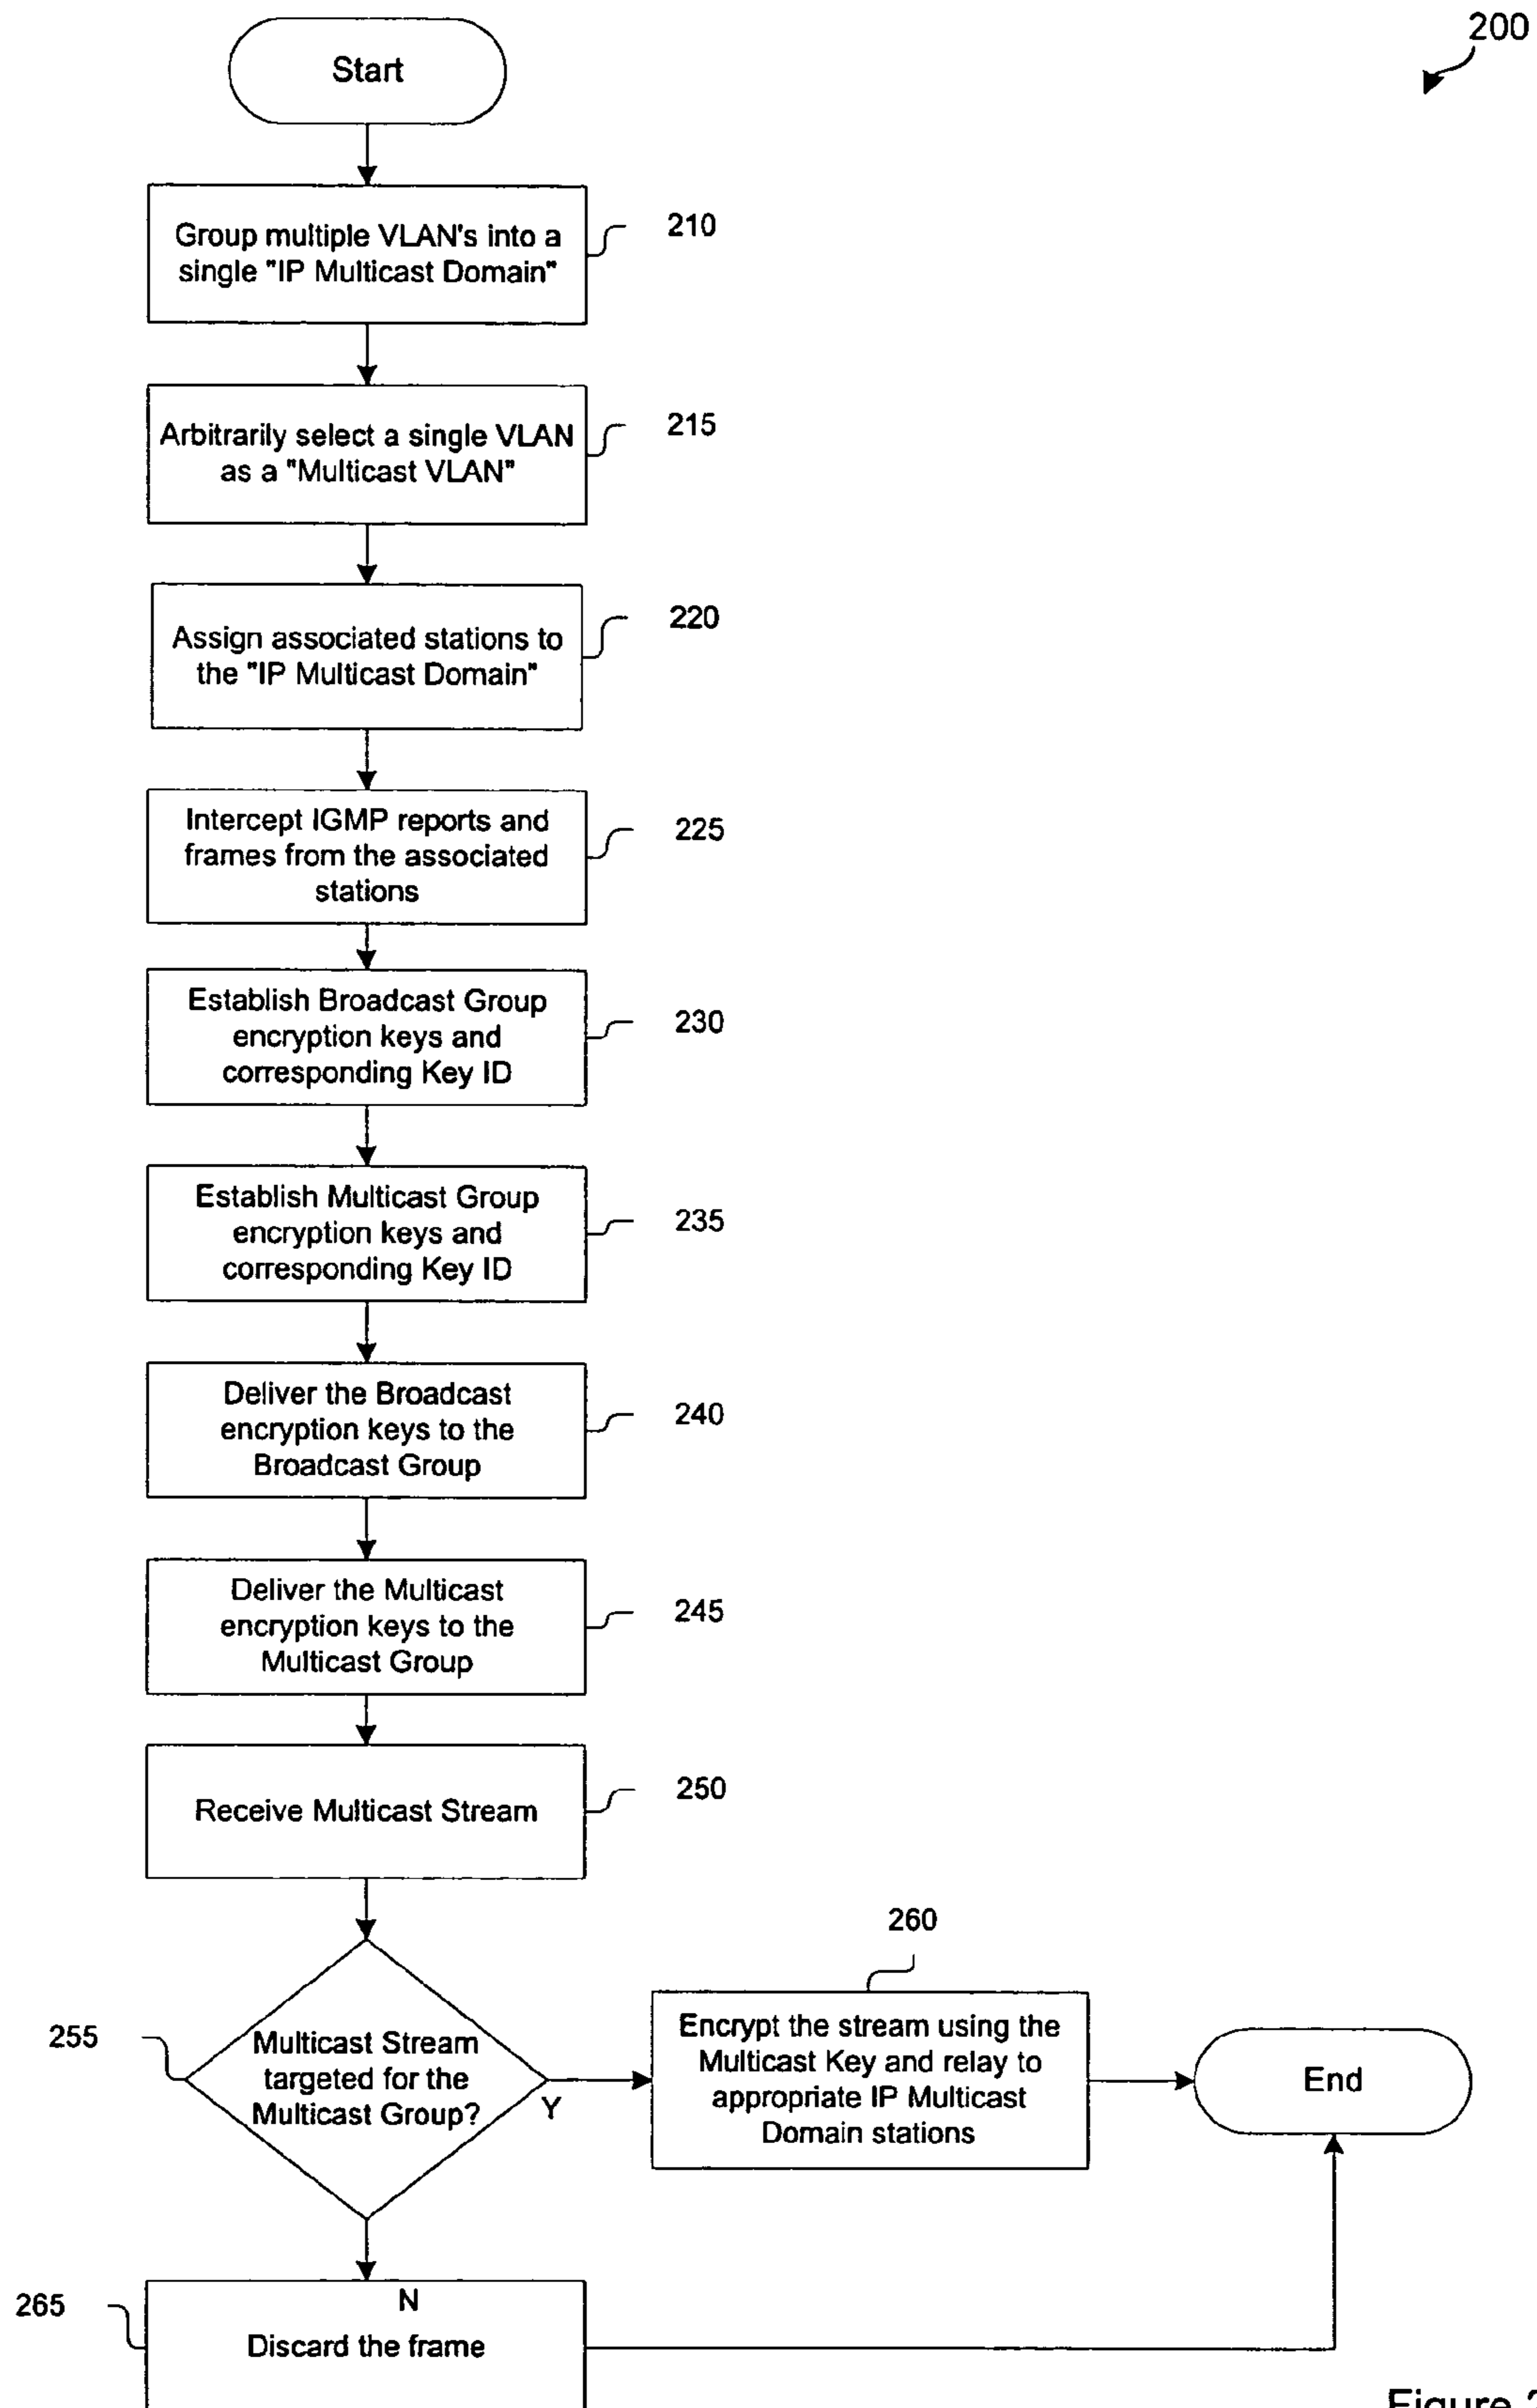 200
Start
Group multiple VLAN's into a
single "IP Multicast Domain"
210
Arbitrarily select a single VLAN
as a "Multicast VLAN"
215
Assign associated stations to
the "IP Multicast Domain"
220
Intercept IGMP reports and
frames from the associated
stations
225
Establish Broadcast Group
encryption keys and
corresponding Key ID
230
Establish Multicast Group
encryption keys and
corresponding Key ID
235
Deliver the Broadcast
encryption keys to the
Broadcast Group
240
Deliver the Multicast
encryption keys to the
Multicast Group
245
Receive Multicast Stream
250
255
Multicast Stream
targeted for the
Multicast Group?
Y
260
Encrypt the stream using the
Multicast Key and relay to
appropriate IP Multicast
Domain stations
End
265
N
Discard the frame
Figure